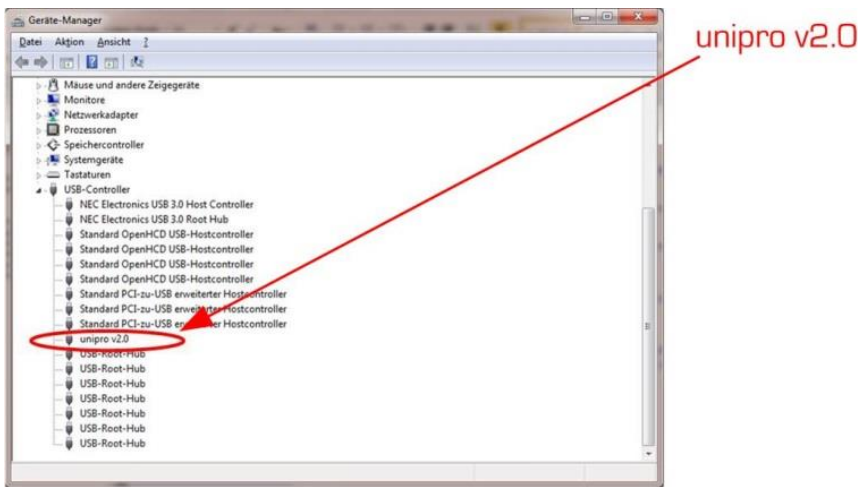 Geräte-Manager
unipro v2.0
Datei Aktion Ansicht ?
Mäuse und andere Zeigegeräte
Monitore
Netzwerkadapter
Prozessoren
Speichercontroller
Systemgeräte
Tastaturen
USB-Controller
NEC Electronics USB 3.0 Host Controller
NEC Electronics USB 3.0 Root Hub
Standard OpenHCD USB-Hostcontroller
Standard OpenHCD USB-Hostcontroller
Standard OpenHCD USB-Hostcontroller
Standard OpenHCD USB-Hostcontroller
Standard PCI-zu-USB erweiterter Hostcontroller
Standard PCI-zu-USB erweiterter Hostcontroller
Standard PCI-zu-USB Hostcontroller
unipro v2.0
USB-Root-Hub
USB-Root-Hub
USB-Root-Hub
USB-Root-Hub
USB-Root-Hub
USB-Root-Hub
USB-Root-Hub